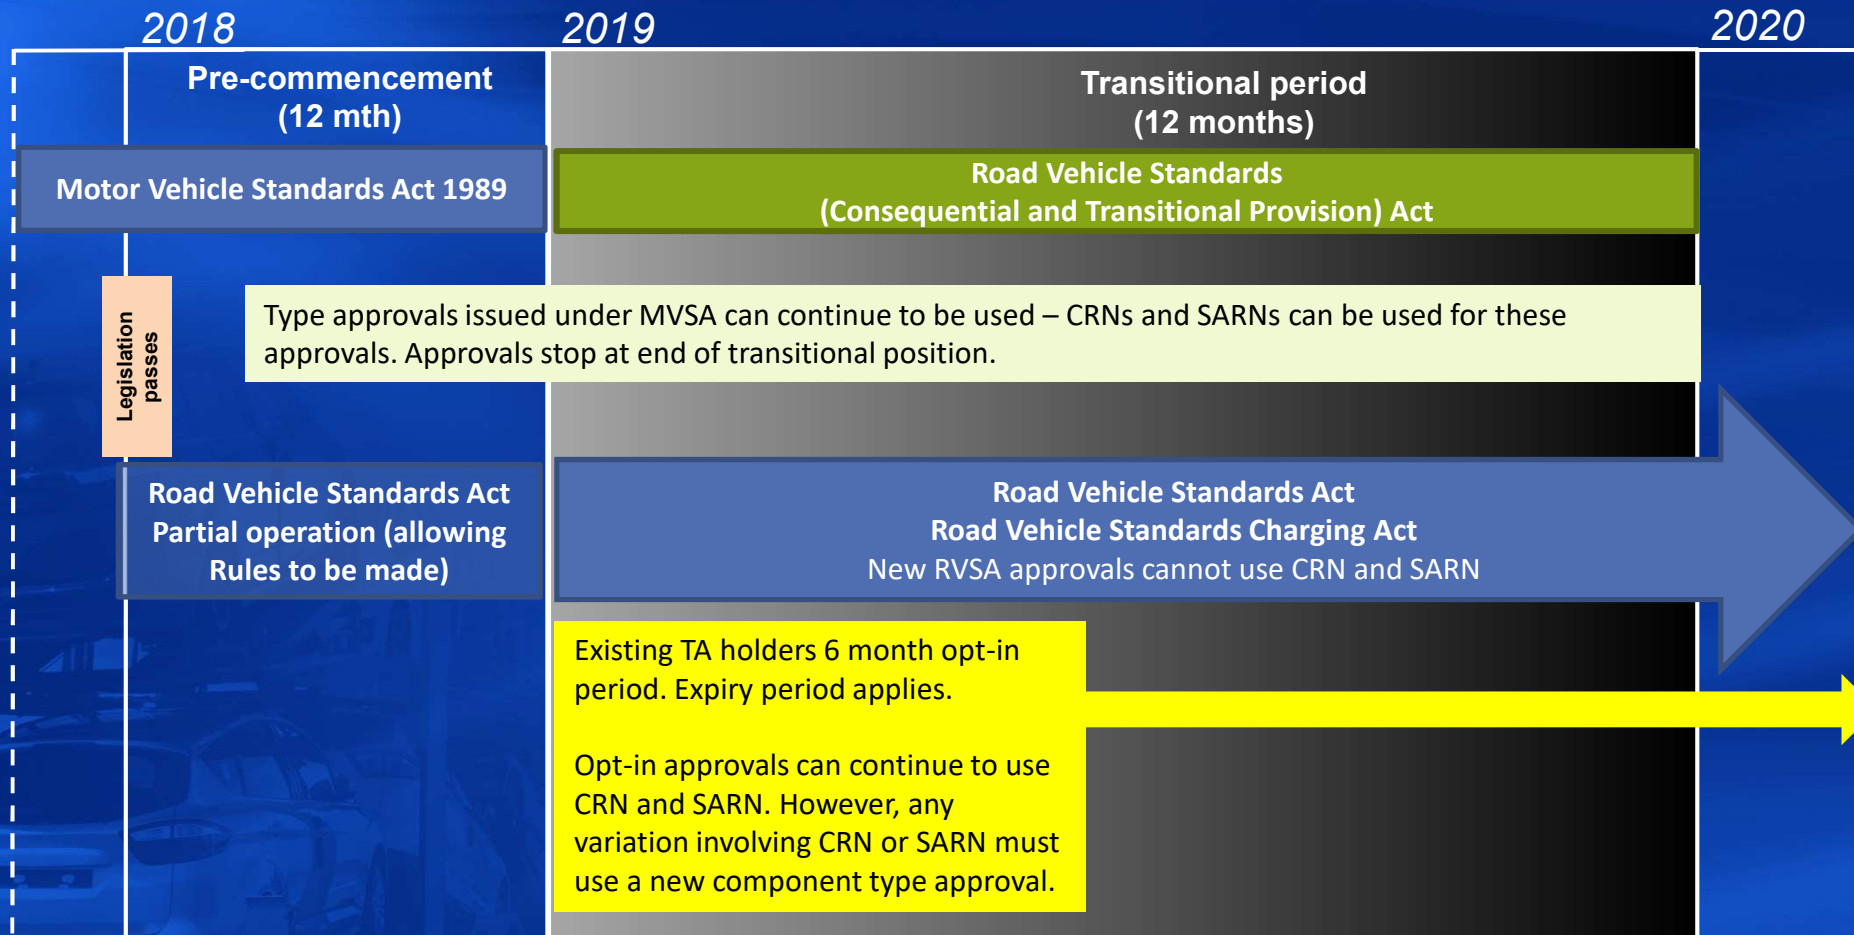 2018
2019
2020
Pre-commencement
(12 mth)
Transitional period
(12 months)
Motor Vehicle Standards Act 1989
Road Vehicle Standards
(Consequential and Transitional Provision) Act
Legislation
passes
Type approvals issued under MVSA can continue to be used – CRNs and SARNs can be used for these
approvals. Approvals stop at end of transitional position.
Road Vehicle Standards Act
Partial operation (allowing
Rules to be made)
Road Vehicle Standards Act
Road Vehicle Standards Charging Act
New RVSA approvals cannot use CRN and SARN
Existing TA holders 6 month opt-in
period. Expiry period applies.
Opt-in approvals can continue to use
CRN and SARN. However, any
variation involving CRN or SARN must
use a new component type approval.